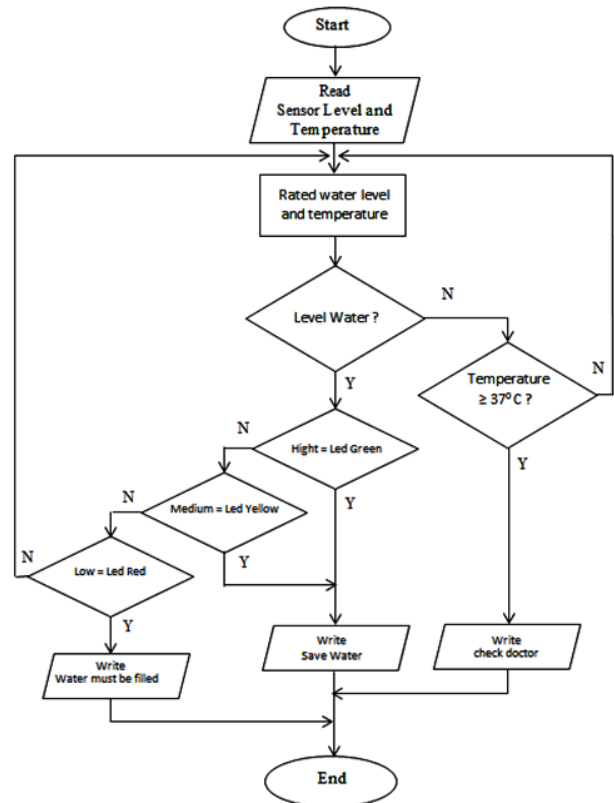 Start
Read
Sensor Level and
Temperature
Rated water level
and temperature
Level Water ?
N
Y
Temperature
≥ 37⁰ C ?
N
Y
Hight = Led Green
N
Y
Medium = Led Yellow
N
Y
Low = Led Red
N
Y
Write
Water must be filled
Write
Save Water
Write
check doctor
End